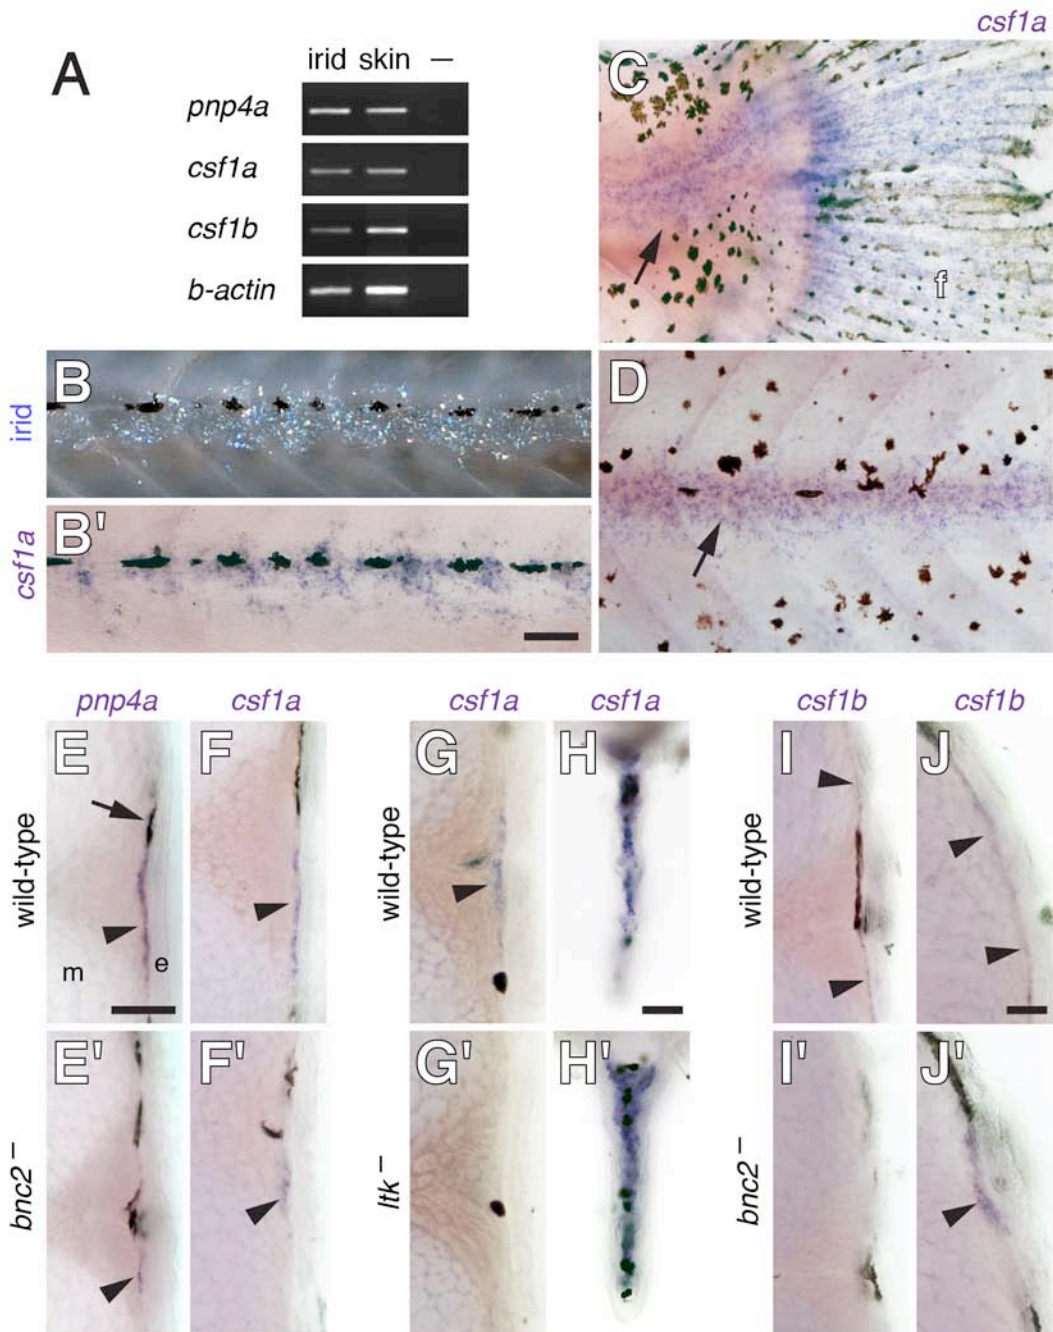 csf1a
A
irid skin —
pnp4a
csf1a
csf1b
b-actin
C
f
B
irid
D
B'
csf1a
pnp4a csf1a csf1a csf1a csf1b csf1b
wild-type
E
m
e
F
wild-type
G
H
wild-type
I
J
bnc2⁻
E'
F'
ltk⁻
G'
H'
bnc2⁻
I'
J'